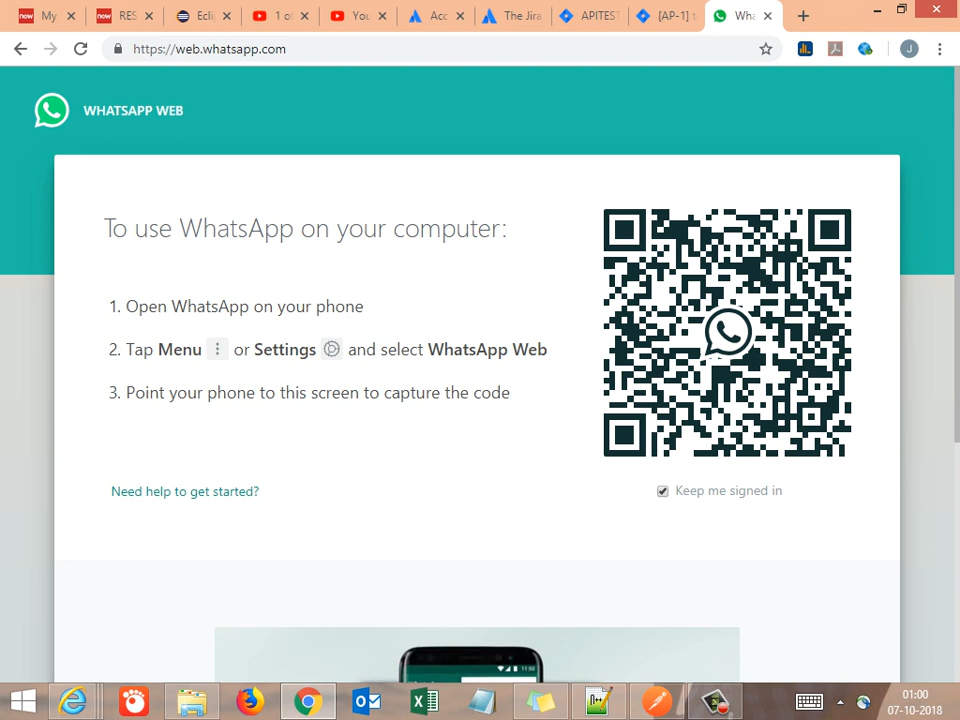 My
RES
Ecli
1 of
You
Acc
The Jira
APITEST
[AP-1] t
Wha
https://web.whatsapp.com
J
WHATSAPP WEB
To use WhatsApp on your computer:
1. Open WhatsApp on your phone
2. Tap Menu or Settings and select WhatsApp Web
3. Point your phone to this screen to capture the code
Need help to get started?
Keep me signed in
11:00
01:00
07-10-2018